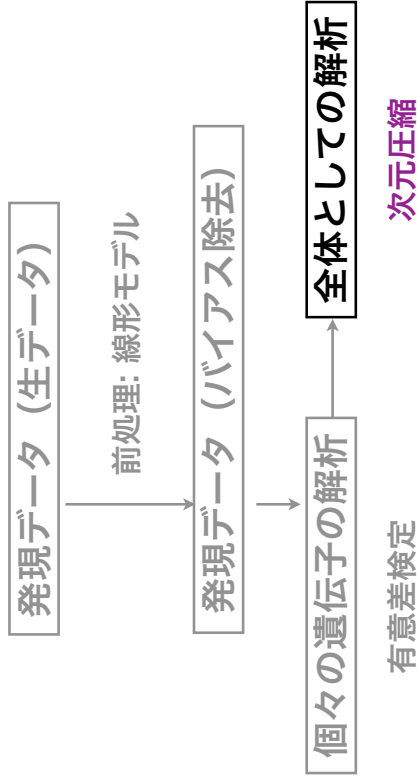 発現データ（生データ）
前処理: 線形モデル
発現データ（バイアス除去）
個々の遺伝子の解析
全体としての解析
有意差検定
次元圧縮